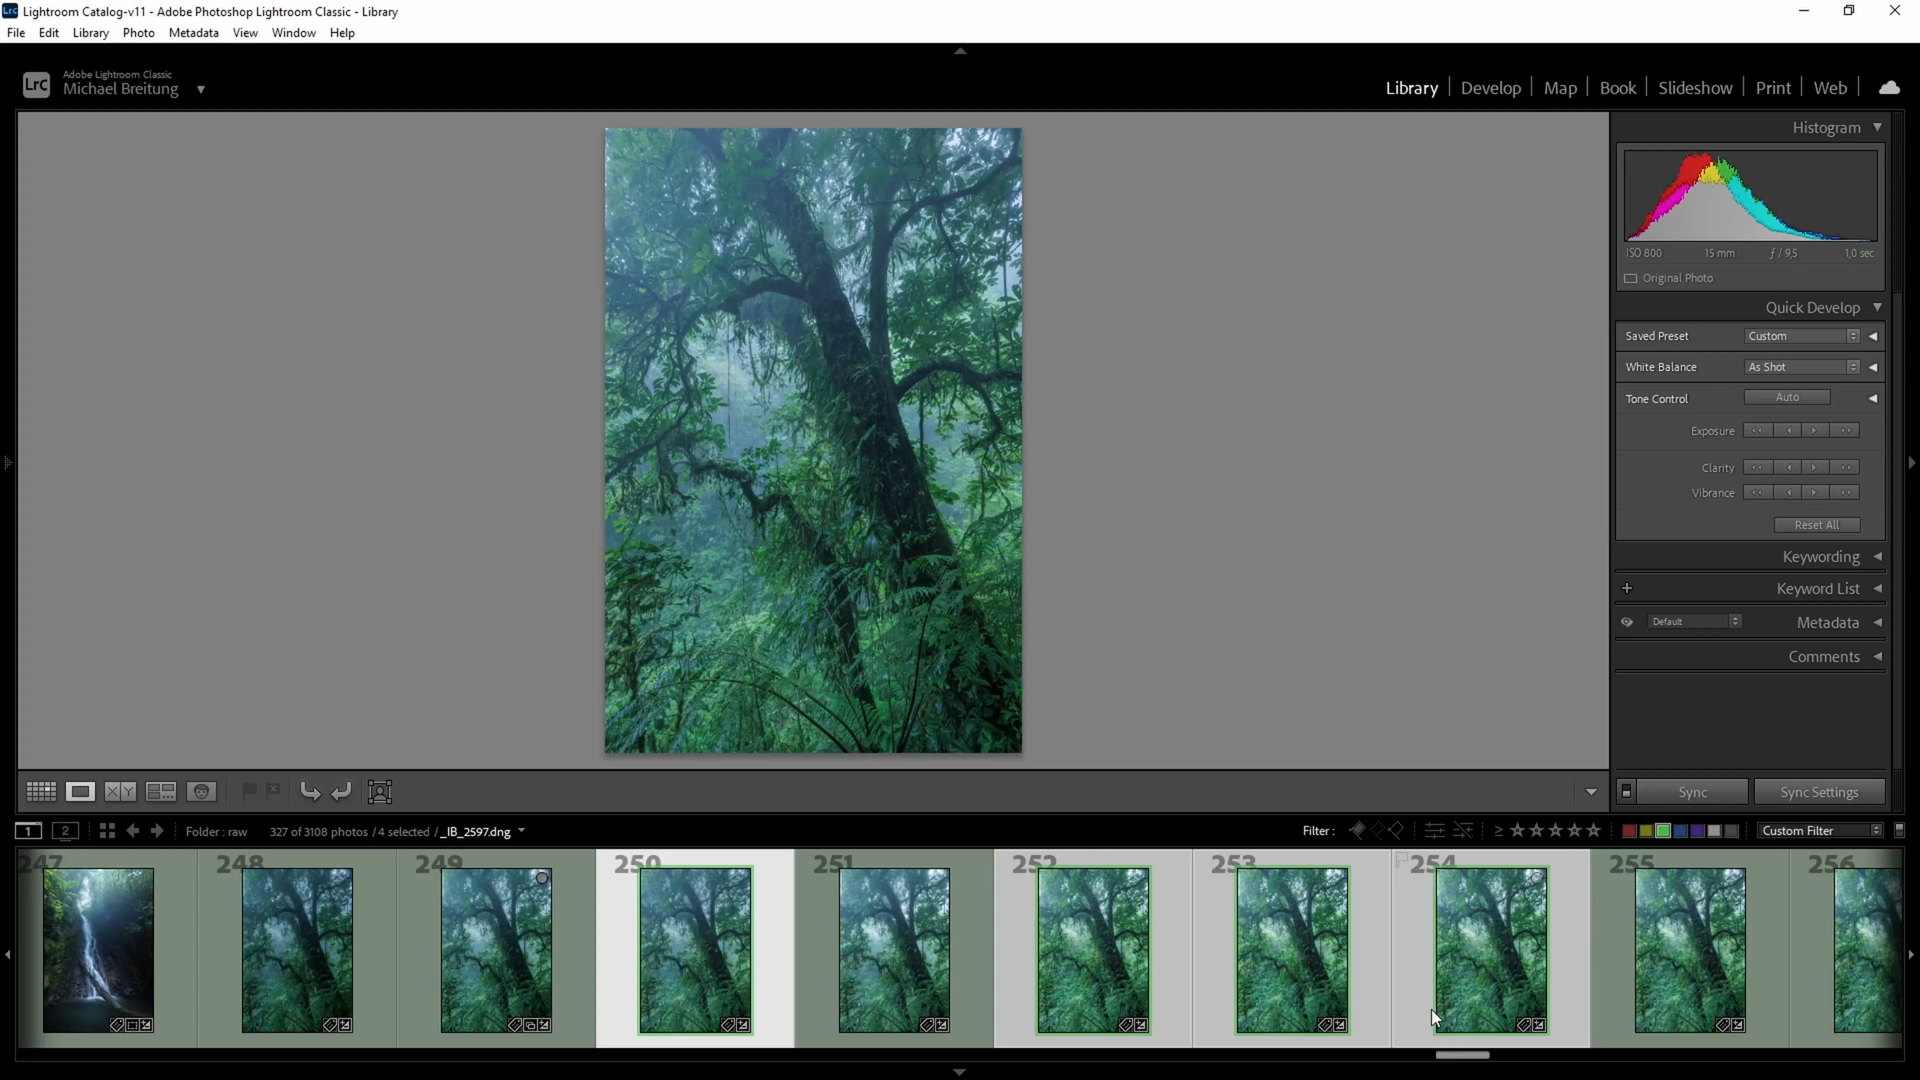 Lightroom Catalog-v11 - Adobe Photoshop Lightroom Classic - Library
File Edit Library Photo Metadata View Window Help
Lrc
Adobe Lightroom Classic
Michael Breitung
Library Develop Map Book Slideshow Print Web
Histogram
ISO 800 15 mm ƒ / 9,5 1,0 sec
Original Photo
Quick Develop
Saved Preset Custom
White Balance As Shot
Tone Control Auto
Exposure
Clarity
Vibrance
Reset All
Keywording
Keyword List
Default Metadata
Comments
Sync Sync Settings
X Y
1 2 Folder : raw 327 of 3108 photos / 4 selected / _IB_2597.dng Filter : ≥ Custom Filter
247 248 249 250 251 252 253 254 255 256